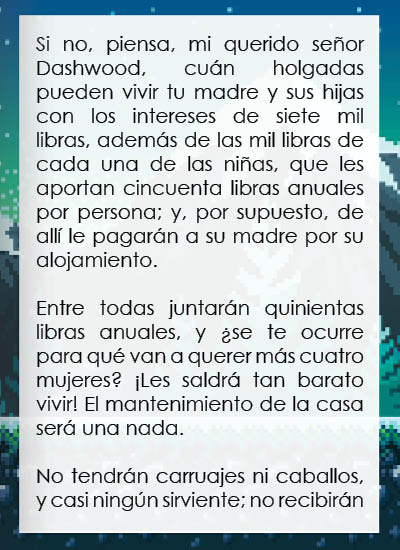 Si no, piensa, mi querido señor
Dashwood, cuán holgadas
pueden vivir tu madre y sus hijas
con los intereses de siete mil
libras, además de las mil libras de
cada una de las niñas, que les
aportan cincuenta libras anuales
por persona; y, por supuesto, de
allí le pagarán a su madre por su
alojamiento.

Entre todas juntarán quinientas
libras anuales, y ¿se te ocurre
para qué van a querer más cuatro
mujeres? ¡Les saldrá tan barato
vivir! El mantenimiento de la casa
será una nada.

No tendrán carruajes ni caballos,
y casi ningún sirviente; no recibirán